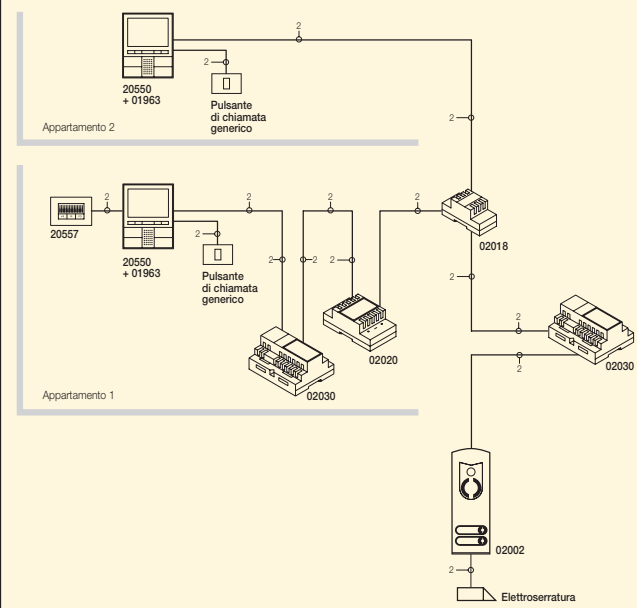 2
2
20550
+ 01963
Pulsante
di chiamata
generico
Appartamento 2
2
2
2
2
2
20557
02018
2
2
2
2
20550
+ 01963
Pulsante
di chiamata
generico
2
2
02020
02030
2
02030
Appartamento 1
02002
2
Elettroserratura